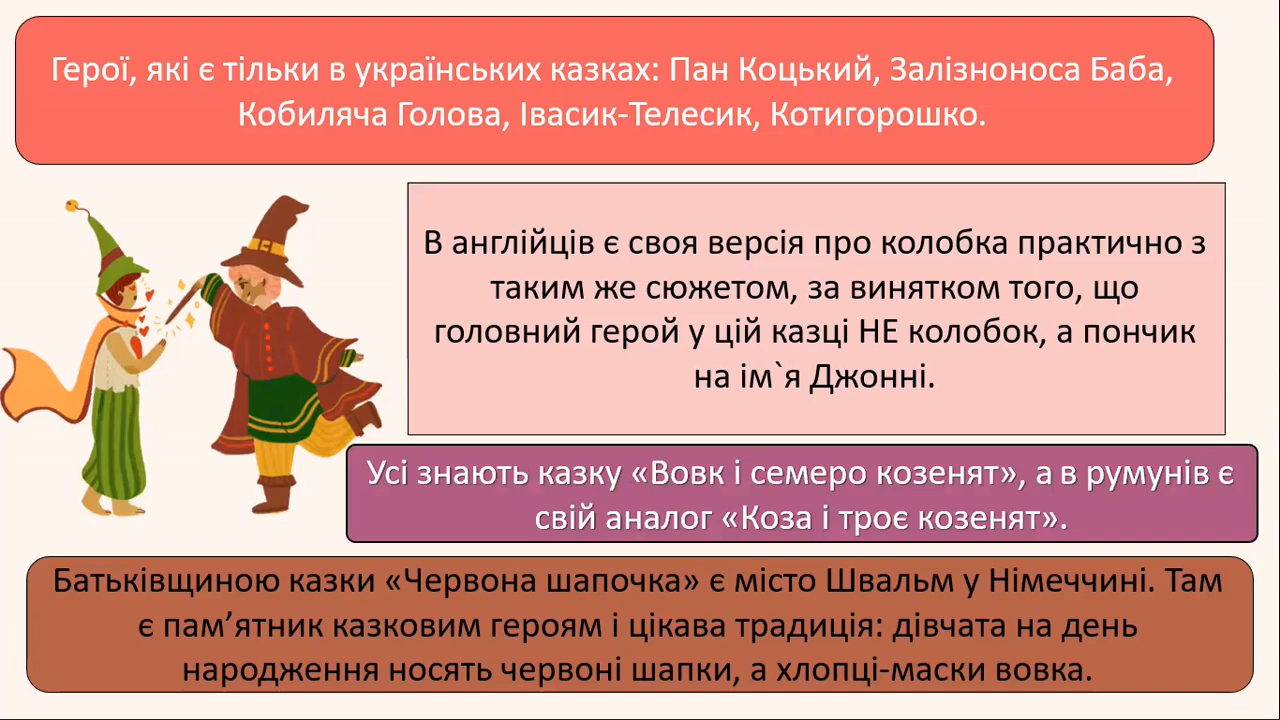 Герої, які є тільки в українських казках: Пан Коцький, Залізноноса Баба,
Кобиляча Голова, Івасик-Телесик, Котигорошко.
В англійців є своя версія про колобка практично з
таким же сюжетом, за винятком того, що
головний герой у цій казці НЕ колобок, а пончик
на ім`я Джонні.
Усі знають казку «Вовк і семеро козенят», а в румунів є
свій аналог «Коза і троє козенят».
Батьківщиною казки «Червона шапочка» є місто Швальм у Німеччині. Там
є пам’ятник казковим героям і цікава традиція: дівчата на день
народження носять червоні шапки, а хлопці-маски вовка.